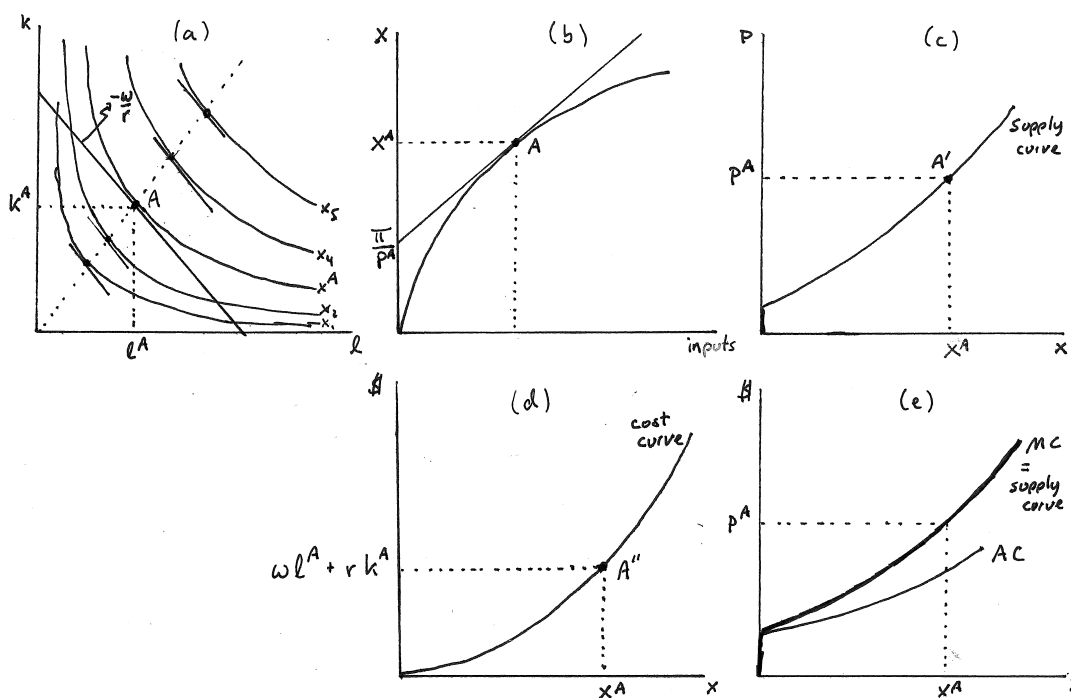 k
(a)
-w/r
A
k^A
x_5
x_4
x^A
x_2
x_1
l^A
l
x
(b)
x^A
A
π/p^A
inputs
p
(c)
supply
curve
A'
p^A
x^A
x
$
(d)
cost
curve
wl^A + rk^A
A''
x^A
x
$
(e)
MC
=
supply
curve
p^A
AC
x^A